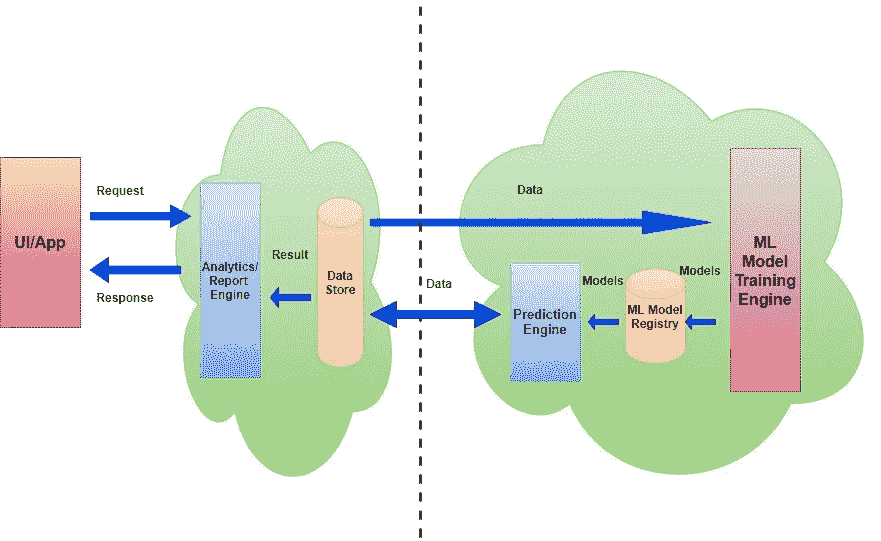 Request
UI/App
Response
Analytics/
Report
Engine
Result
Data
Store
Data
Data
Prediction
Engine
Models
ML Model
Registry
Models
ML
Model
Training
Engine